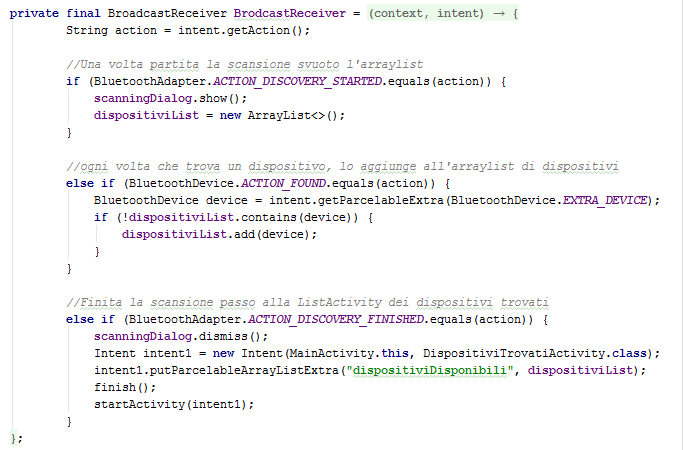 private final BroadcastReceiver BrodcastReceiver = (context, intent) → {
String action = intent.getAction();
//Una volta partita la scansione svuoto l'arraylist
if (BluetoothAdapter.ACTION_DISCOVERY_STARTED.equals(action)) {
scanningDialog.show();
dispositiviList = new ArrayList<>();
}
//ogni volta che trova un dispositivo, lo aggiunge all'arraylist di dispositivi
else if (BluetoothDevice.ACTION_FOUND.equals(action)) {
BluetoothDevice device = intent.getParcelableExtra(BluetoothDevice.EXTRA_DEVICE);
if (!dispositiviList.contains(device)) {
dispositiviList.add(device);
}
}
//Finita la scansione passo alla ListActivity dei dispositivi trovati
else if (BluetoothAdapter.ACTION_DISCOVERY_FINISHED.equals(action)) {
scanningDialog.dismiss();
Intent intent1 = new Intent(MainActivity.this, DispositiviTrovatiActivity.class);
intent1.putParcelableArrayListExtra("dispositiviDisponibili", dispositiviList);
finish();
startActivity(intent1);
}
};